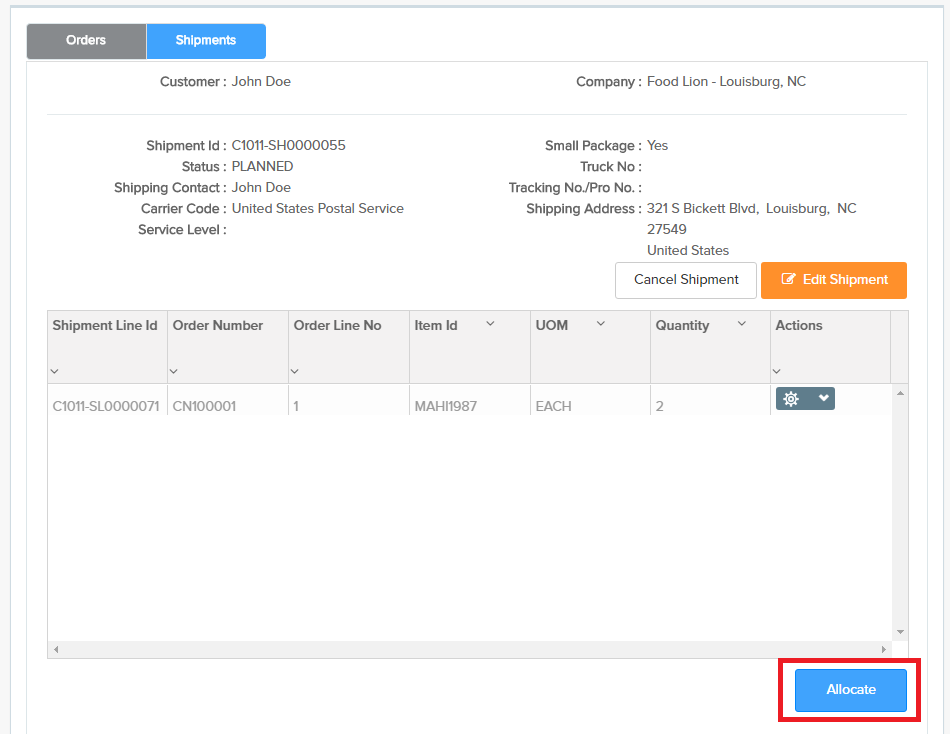 Orders Shipments
Customer : John Doe Company : Food Lion - Louisburg, NC
Shipment Id : C1011-SH0000055 Small Package : Yes
Status : PLANNED Truck No :
Shipping Contact : John Doe Tracking No./Pro No. :
Carrier Code : United States Postal Service Shipping Address : 321 S Bickett Blvd, Louisburg, NC
Service Level : 27549
United States
Cancel Shipment Edit Shipment
Shipment Line Id Order Number Order Line No Item Id UOM Quantity Actions
C1011-SL0000071 CN100001 1 MAHI1987 EACH 2
Allocate